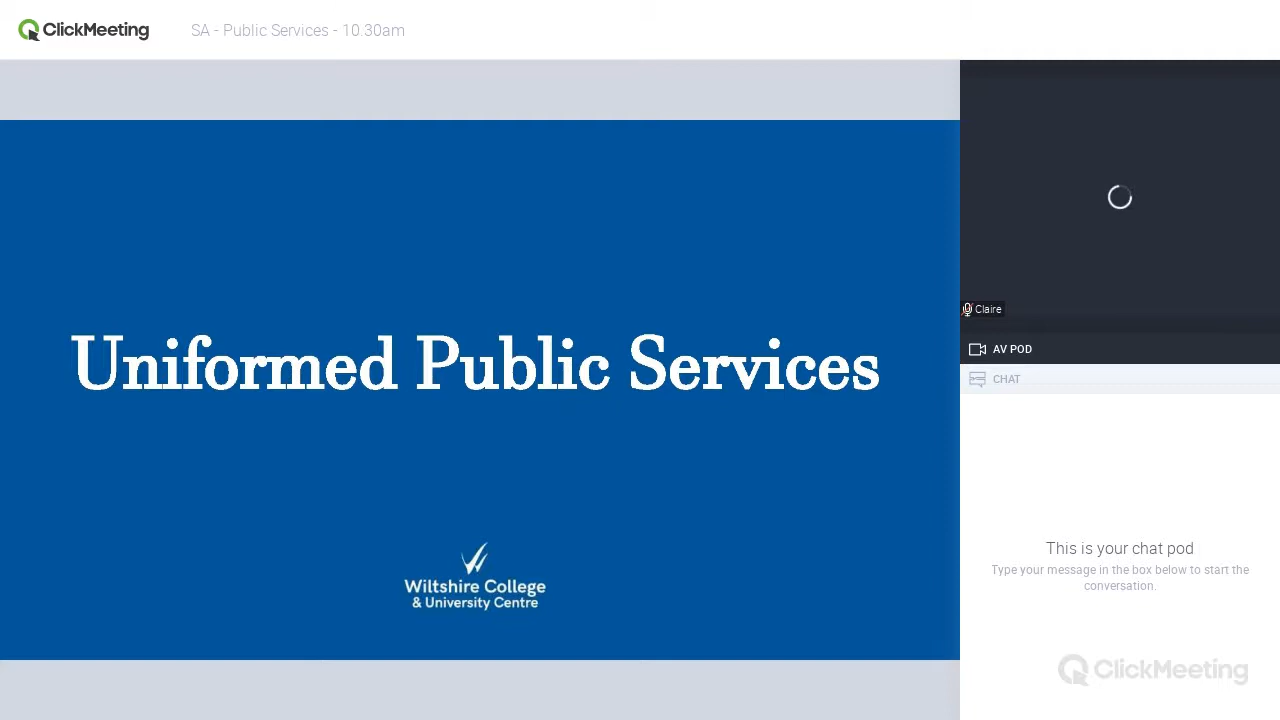 ClickMeeting
SA - Public Services - 10.30am
Uniformed Public Services
Wiltshire College
& University Centre
Claire
AV POD
CHAT
This is your chat pod
Type your message in the box below to start the
conversation.
ClickMeeting